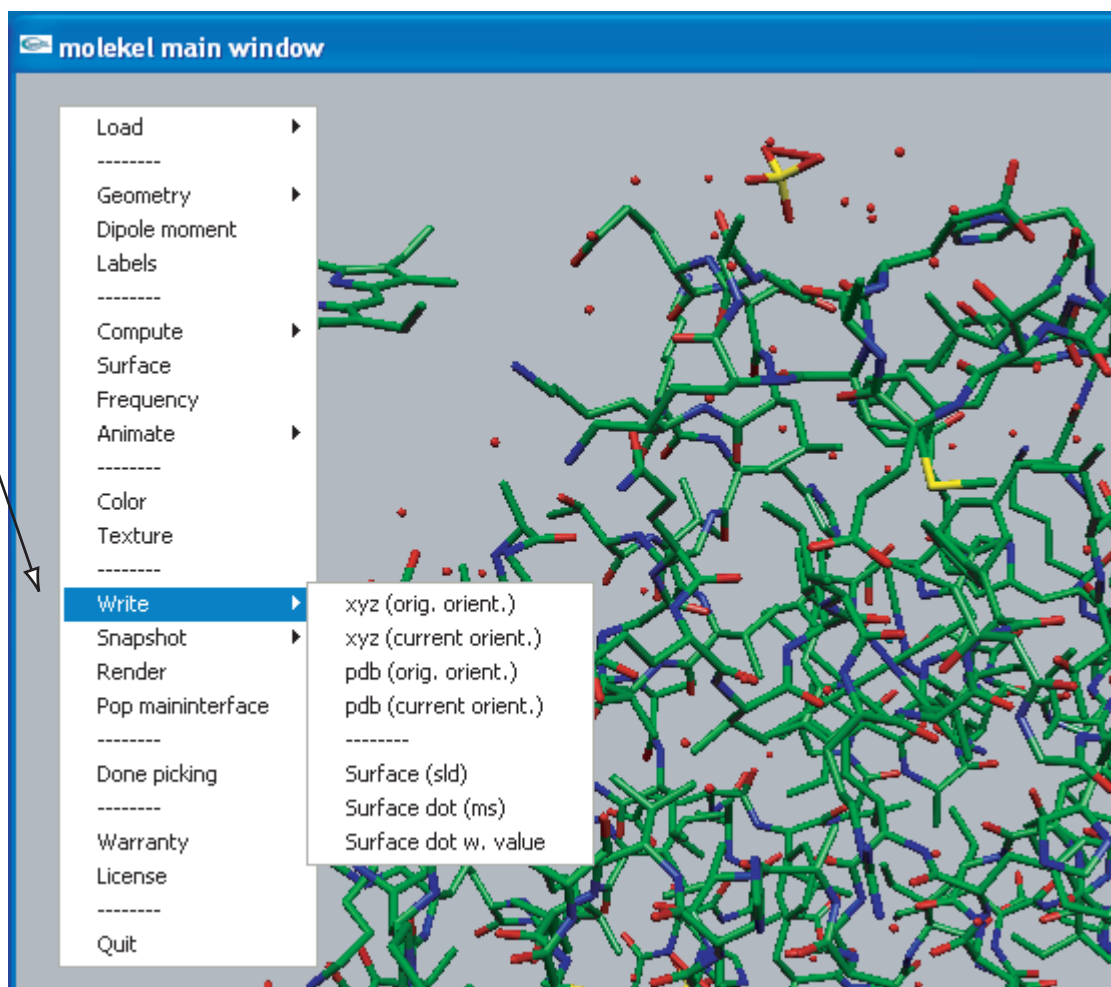 molekel main window
Load
--------
Geometry
Dipole moment
Labels
--------
Compute
Surface
Frequency
Animate
--------
Color
Texture
--------
Write
Snapshot
Render
Pop maininterface
--------
Done picking
--------
Warranty
License
--------
Quit
xyz (orig. orient.)
xyz (current orient.)
pdb (orig. orient.)
pdb (current orient.)
--------
Surface (sld)
Surface dot (ms)
Surface dot w. value